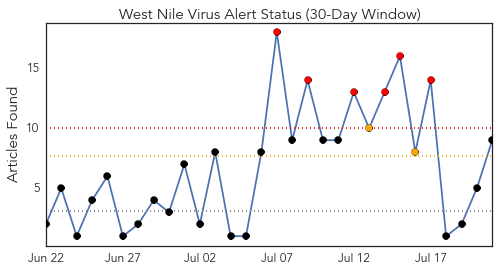 West Nile Virus Alert Status (30-Day Window)
Articles Found
15
10
5
Jun 22 Jun 27 Jul 02 Jul 07 Jul 12 Jul 17